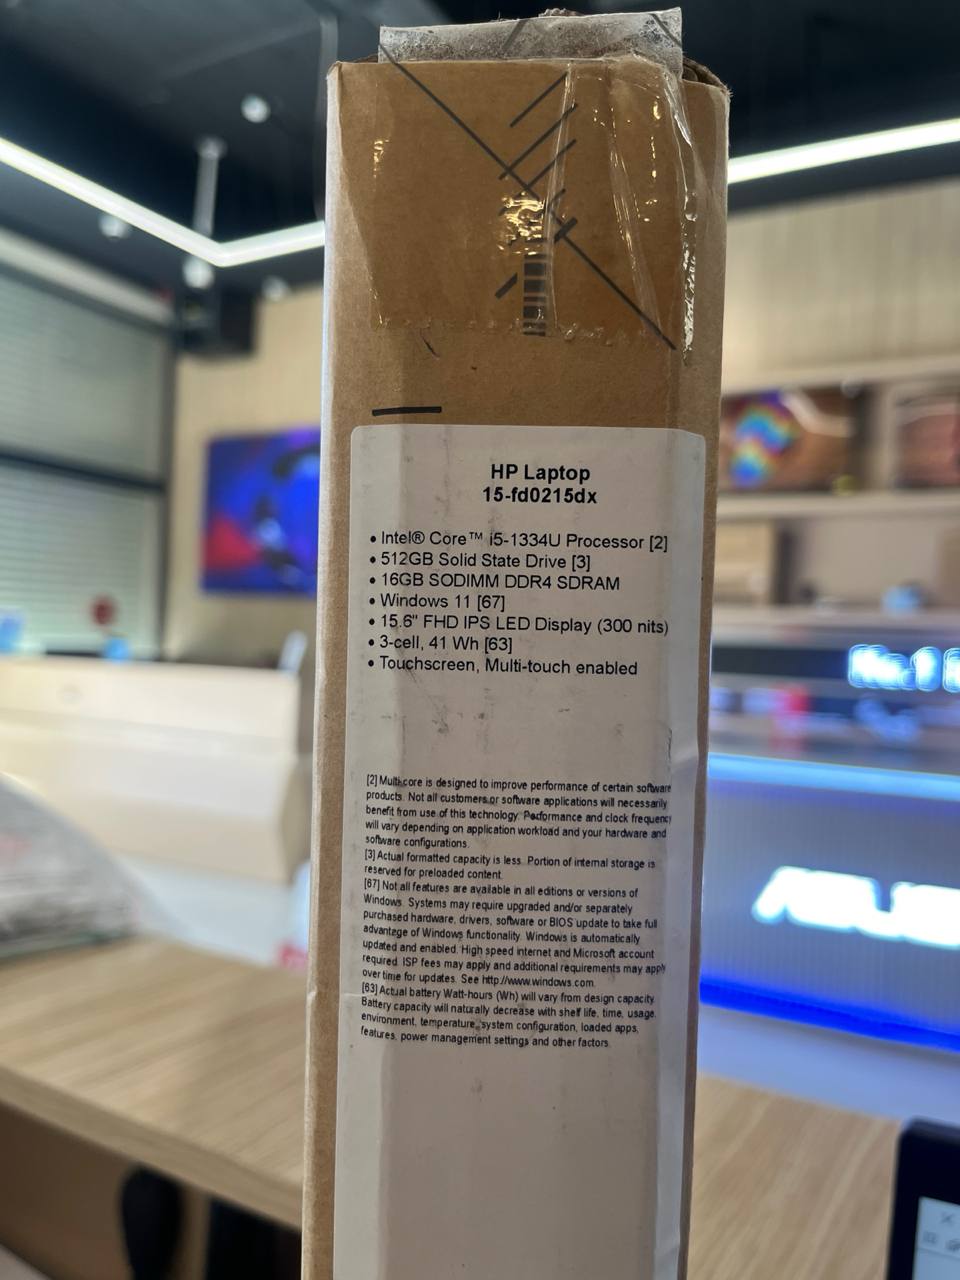 HP Laptop
15-fd0215dx
• Intel® Core™ i5-1334U Processor [2]
• 512GB Solid State Drive [3]
• 16GB SODIMM DDR4 SDRAM
• Windows 11 [67]
• 15.6" FHD IPS LED Display (300 nits)
• 3-cell, 41 Wh [63]
• Touchscreen, Multi-touch enabled
[2] Multi-core is designed to improve performance of certain software
products. Not all customers or software applications will necessarily
benefit from use of this technology. Performance and clock frequency
will vary depending on application workload and your hardware and
software configurations.
[3] Actual formatted capacity is less. Portion of internal storage is
reserved for preloaded content.
[67] Not all features are available in all editions or versions of
Windows. Systems may require upgraded and/or separately
purchased hardware, drivers, software or BIOS update to take full
advantage of Windows functionality. Windows is automatically
updated and enabled. High speed internet and Microsoft account
required. ISP fees may apply and additional requirements may apply
over time for updates. See http://www.windows.com.
[63] Actual battery Watt-hours (Wh) will vary from design capacity.
Battery capacity will naturally decrease with shelf life, time, usage,
environment, temperature, system configuration, loaded apps,
features, power management settings and other factors.